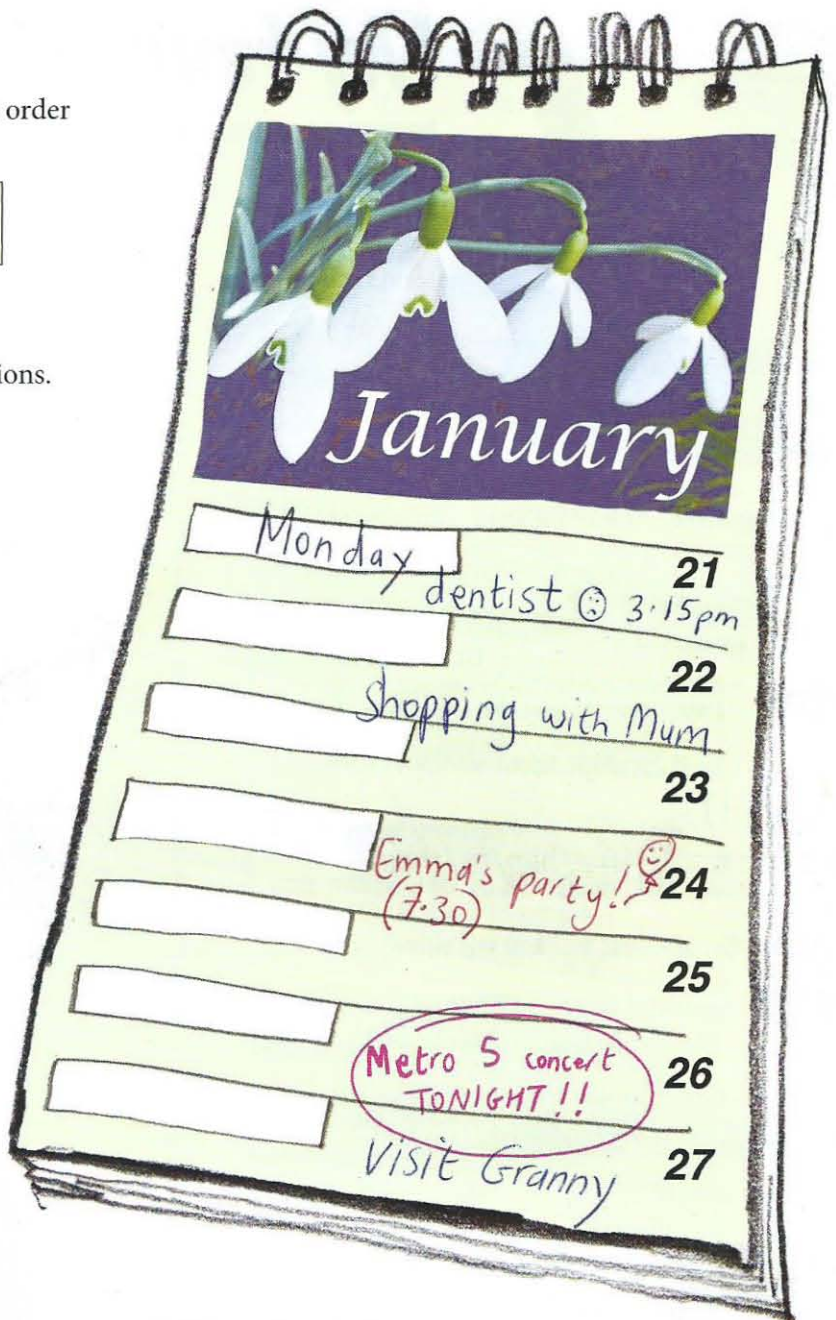 order
ions.
January
Monday
21
dentist 3.15pm
22
Shopping with Mum
23
24
Emma's party!
(7.30)
25
26
Metro 5 concert
TONIGHT!!
27
Visit Granny